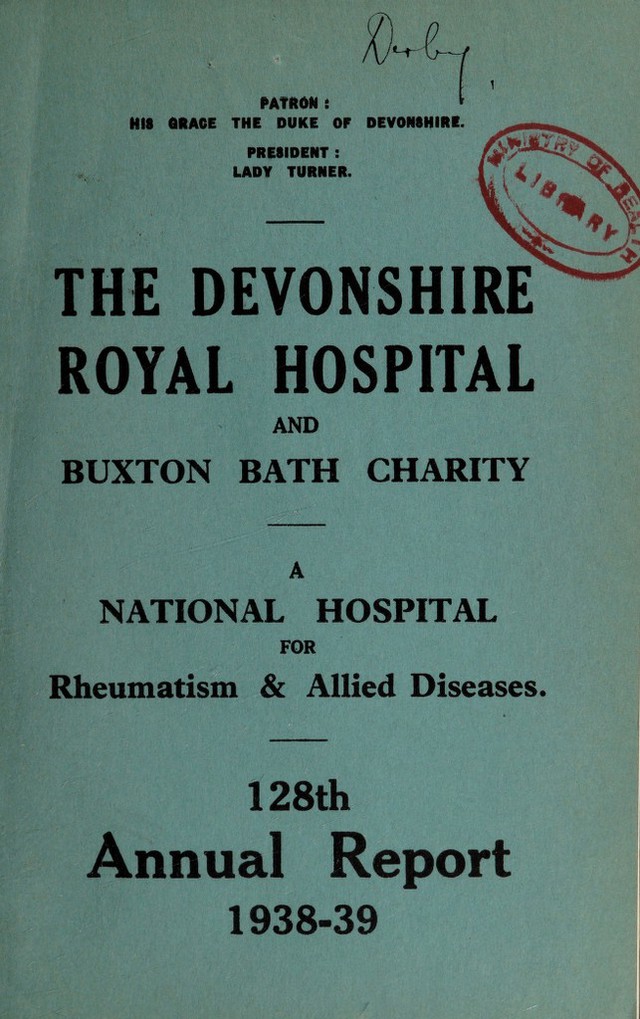 Derby
PATRON :
HIS GRACE THE DUKE OF DEVONSHIRE.
PRESIDENT :
LADY TURNER.
MINISTRY OF HEALTH
LIBRARY
THE DEVONSHIRE
ROYAL HOSPITAL
AND
BUXTON BATH CHARITY
A
NATIONAL HOSPITAL
FOR
Rheumatism & Allied Diseases.
128th
Annual Report
1938-39